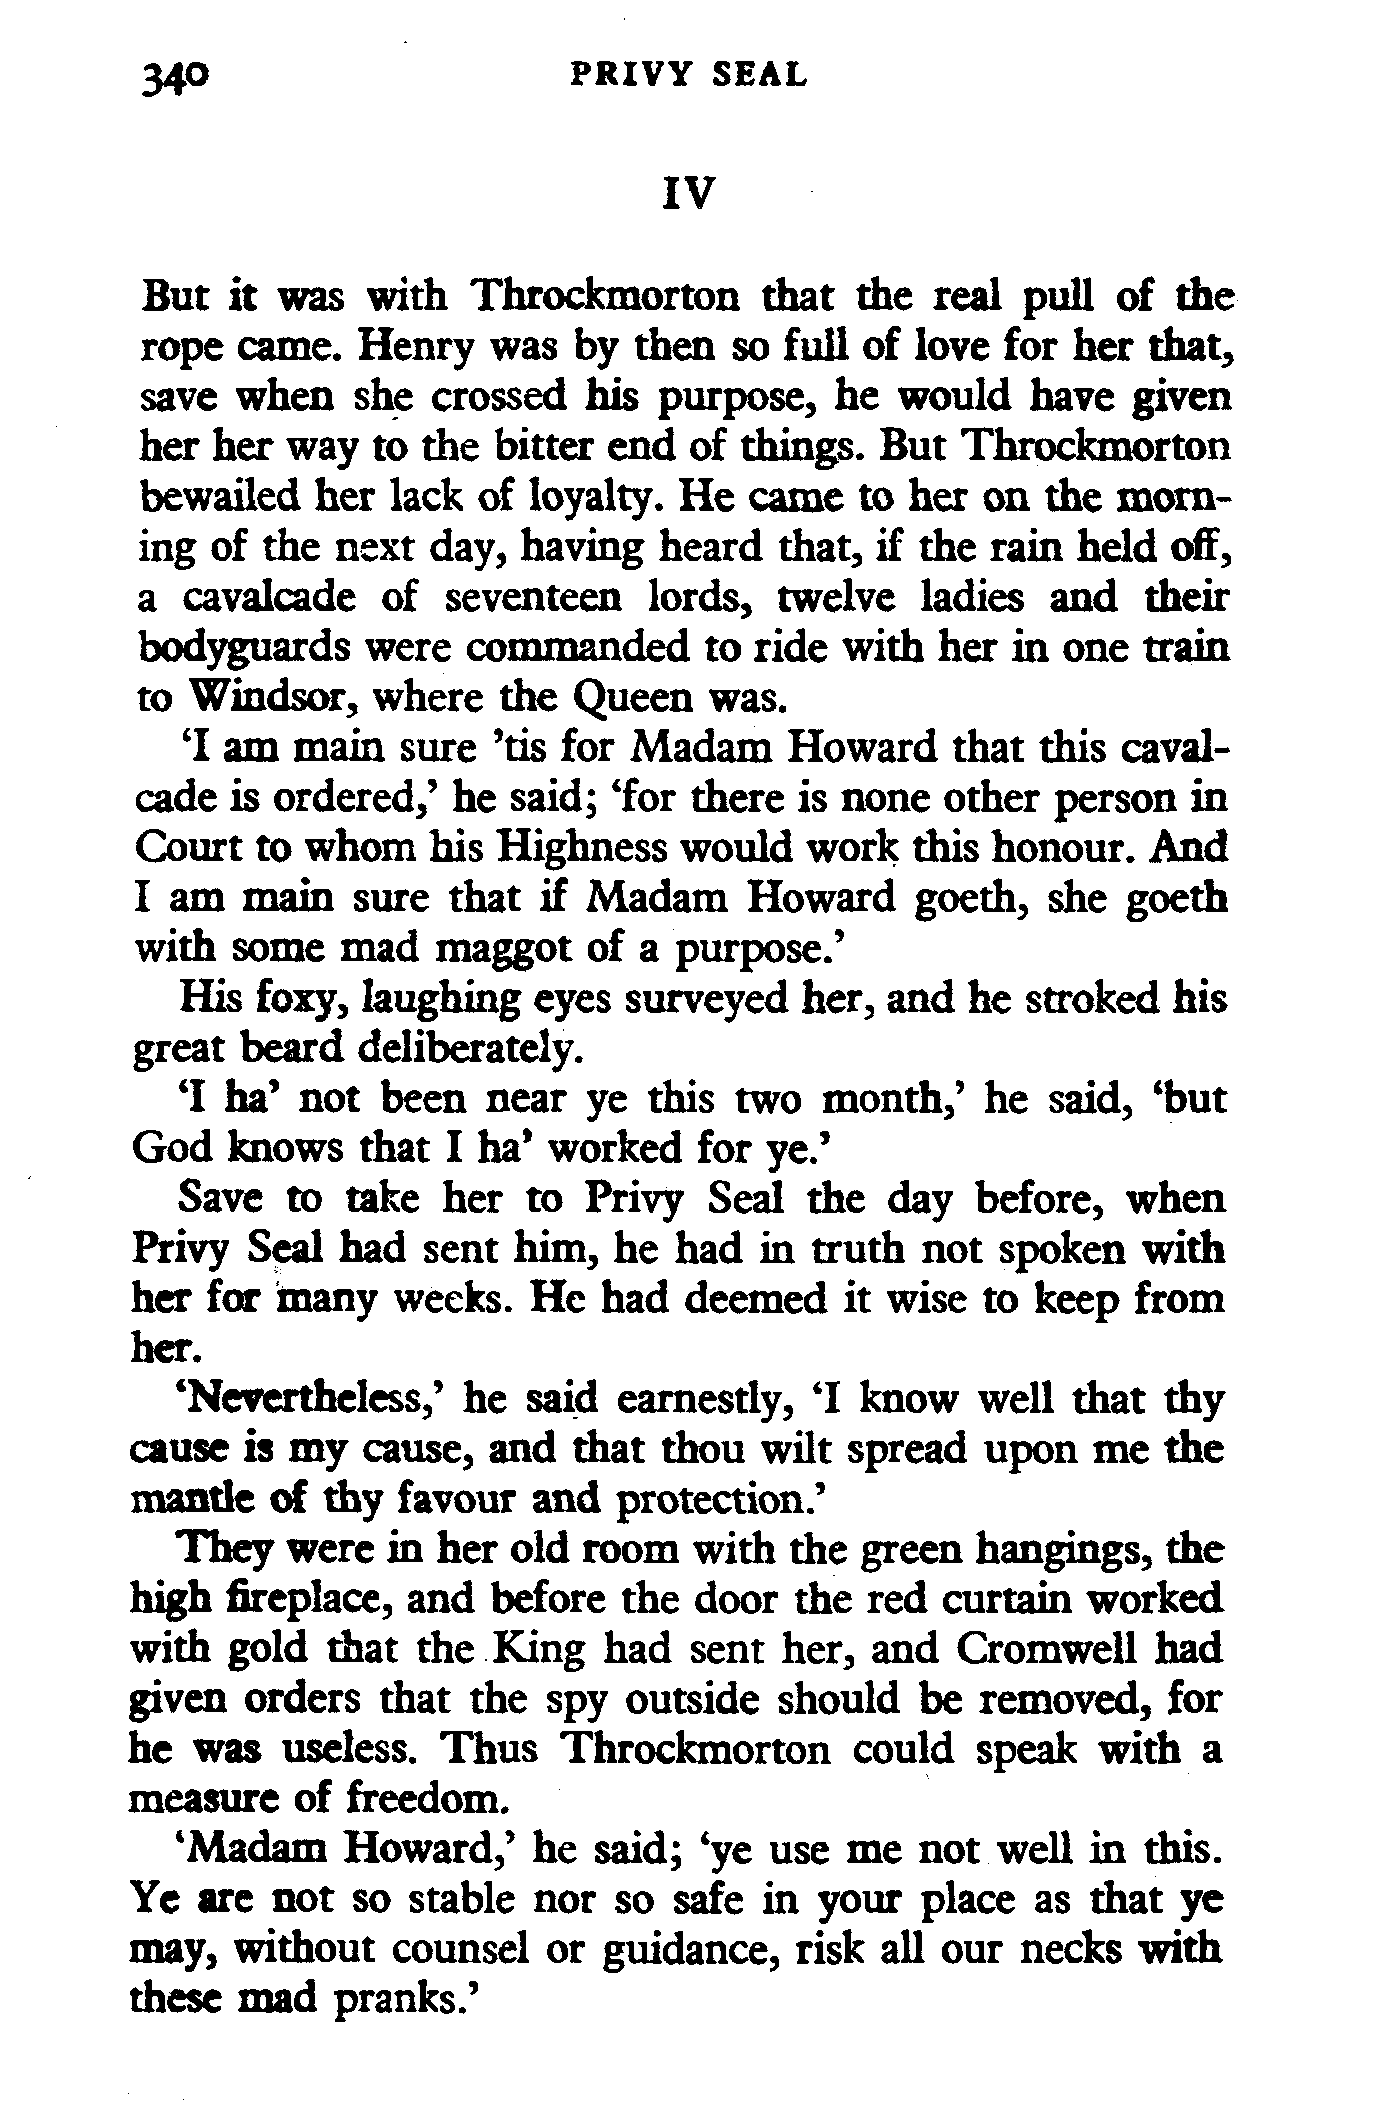 340 PRIVY SEAL
IV
But it was with Throckmorton that the real pull of the
rope came. Henry was by then so full of love for her that,
save when she crossed his purpose, he would have given
her her way to the bitter end of things. But Throckmorton
bewailed her lack of loyalty. He came to her on the morn-
ing of the next day, having heard that, if the rain held off,
a cavalcade of seventeen lords, twelve ladies and their
bodyguards were commanded to ride with her in one train
to Windsor, where the Queen was.
‘I am main sure ’tis for Madam Howard that this caval-
cade is ordered,’ he said; ‘for there is none other person in
Court to whom his Highness would work this honour. And
I am main sure that if Madam Howard goeth, she goeth
with some mad maggot of a purpose.’
His foxy, laughing eyes surveyed her, and he stroked his
great beard deliberately.
‘I ha’ not been near ye this two month,’ he said, ‘but
God knows that I ha’ worked for ye.’
Save to take her to Privy Seal the day before, when
Privy Seal had sent him, he had in truth not spoken with
her for many weeks. He had deemed it wise to keep from
her.
‘Nevertheless,’ he said earnestly, ‘I know well that thy
cause is my cause, and that thou wilt spread upon me the
mantle of thy favour and protection.’
They were in her old room with the green hangings, the
high fireplace, and before the door the red curtain worked
with gold that the King had sent her, and Cromwell had
given orders that the spy outside should be removed, for
he was useless. Thus Throckmorton could speak with a
measure of freedom.
‘Madam Howard,’ he said; ‘ye use me not well in this.
Ye are not so stable nor so safe in your place as that ye
may, without counsel or guidance, risk all our necks with
these mad pranks.’